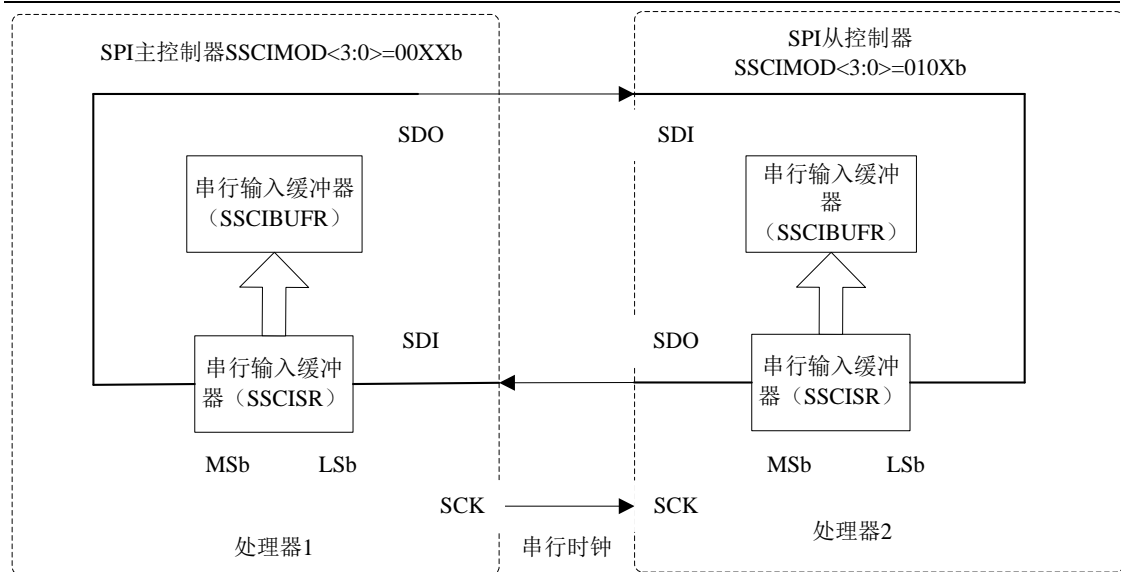 SPI主控制器SSCIMOD<3:0>=00XXb
SPI从控制器
SSCIMOD<3:0>=010Xb
SDO
SDI
串行输入缓冲器
（SSCIBUFR）
串行输入缓冲
器
（SSCIBUFR）
SDI
SDO
串行输入缓冲
器（SSCISR）
串行输入缓冲
器（SSCISR）
MSb
LSb
MSb
LSb
SCK
SCK
处理器1
串行时钟
处理器2